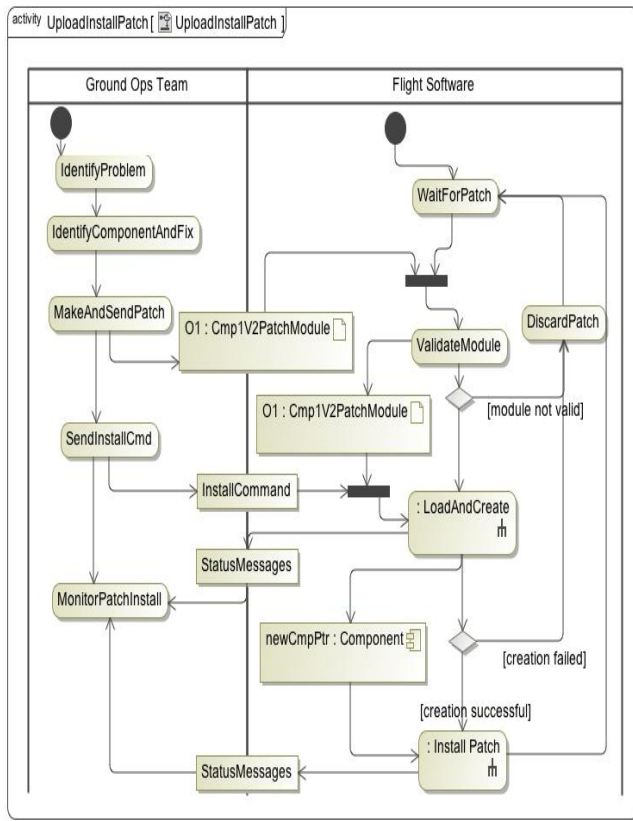 activity UploadInstallPatch [ UploadInstallPatch ]
Ground Ops Team
Flight Software
IdentifyProblem
WaitForPatch
IdentifyComponentAndFix
MakeAndSendPatch
O1 : Cmp1V2PatchModule
ValidateModule
DiscardPatch
O1 : Cmp1V2PatchModule
[module not valid]
SendInstallCmd
InstallCommand
: LoadAndCreate
StatusMessages
MonitorPatchInstall
newCmpPtr : Component
[creation failed]
[creation successful]
: Install Patch
StatusMessages